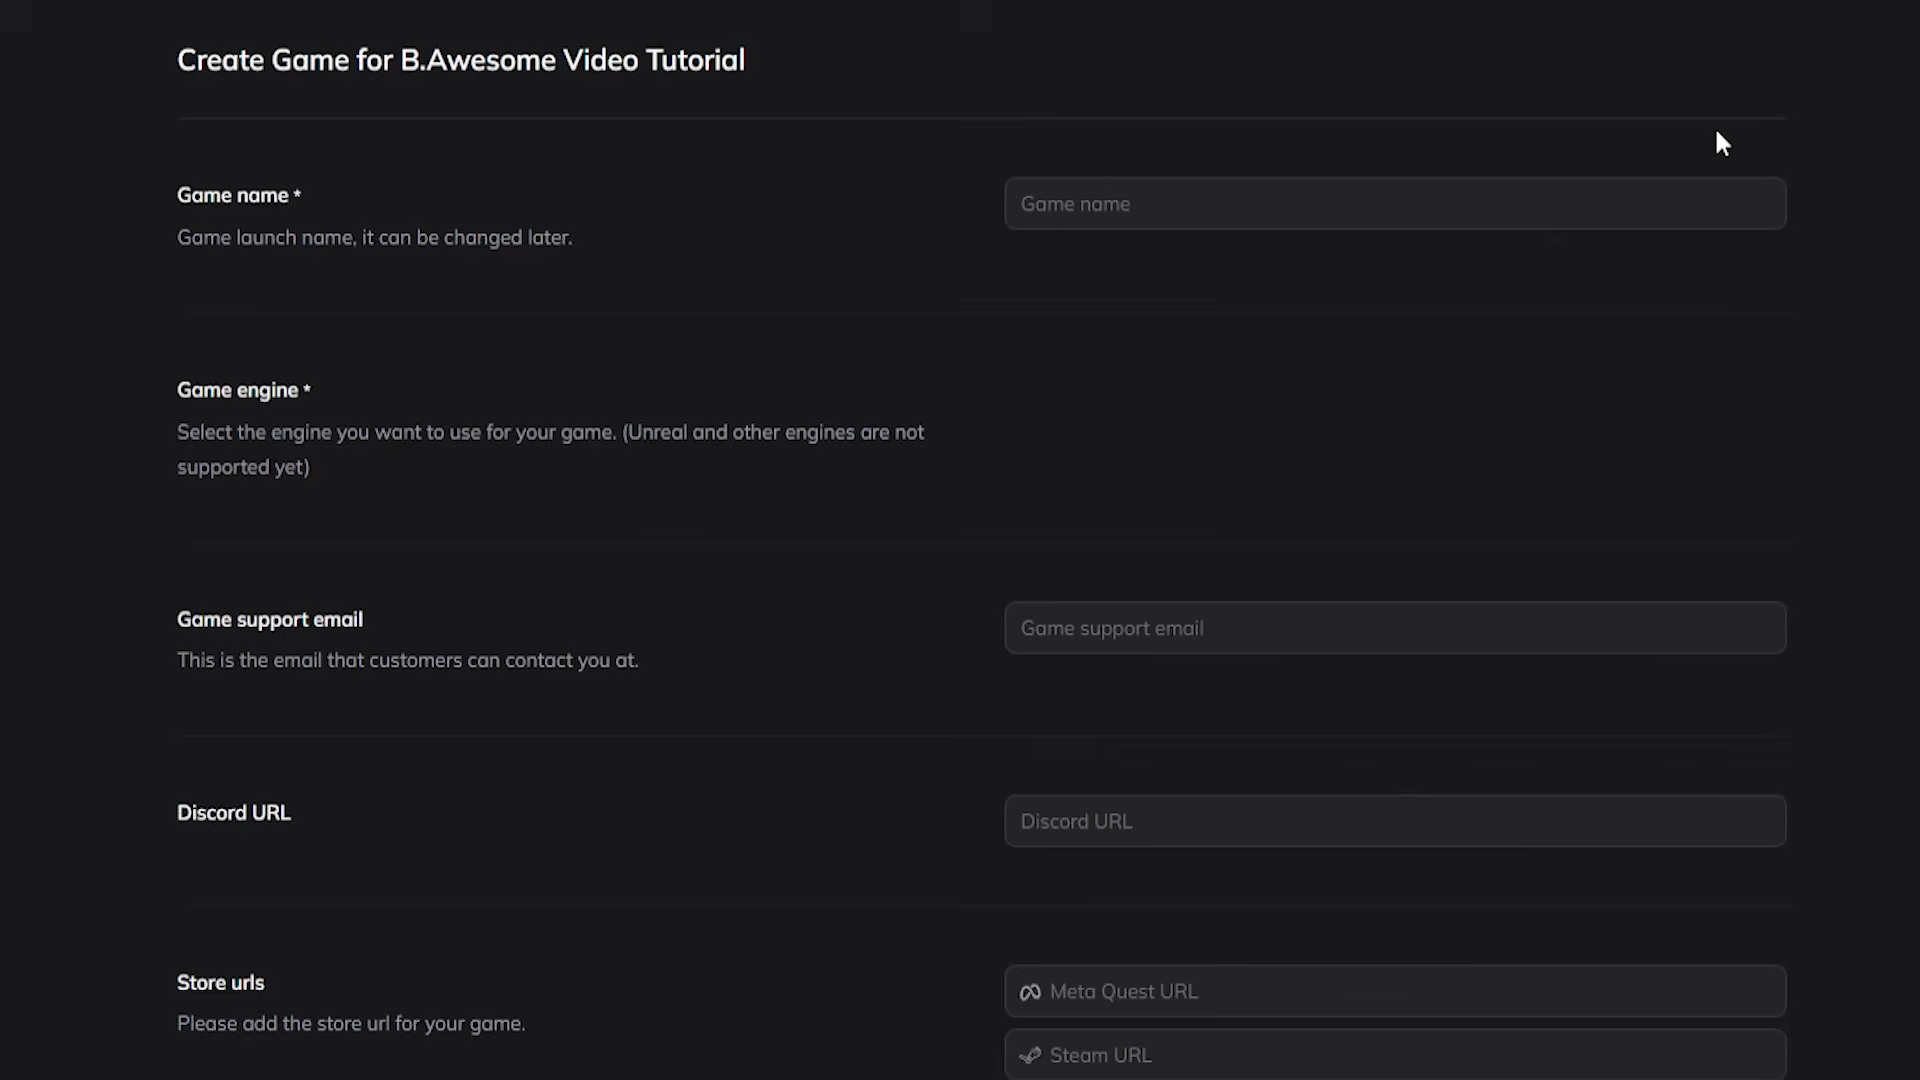 Create Game for B.Awesome Video Tutorial
Game name *
Game name
Game launch name, it can be changed later.
Game engine *
Select the engine you want to use for your game. (Unreal and other engines are not
supported yet)
Game support email
Game support email
This is the email that customers can contact you at.
Discord URL
Discord URL
Store urls
Meta Quest URL
Please add the store url for your game.
Steam URL